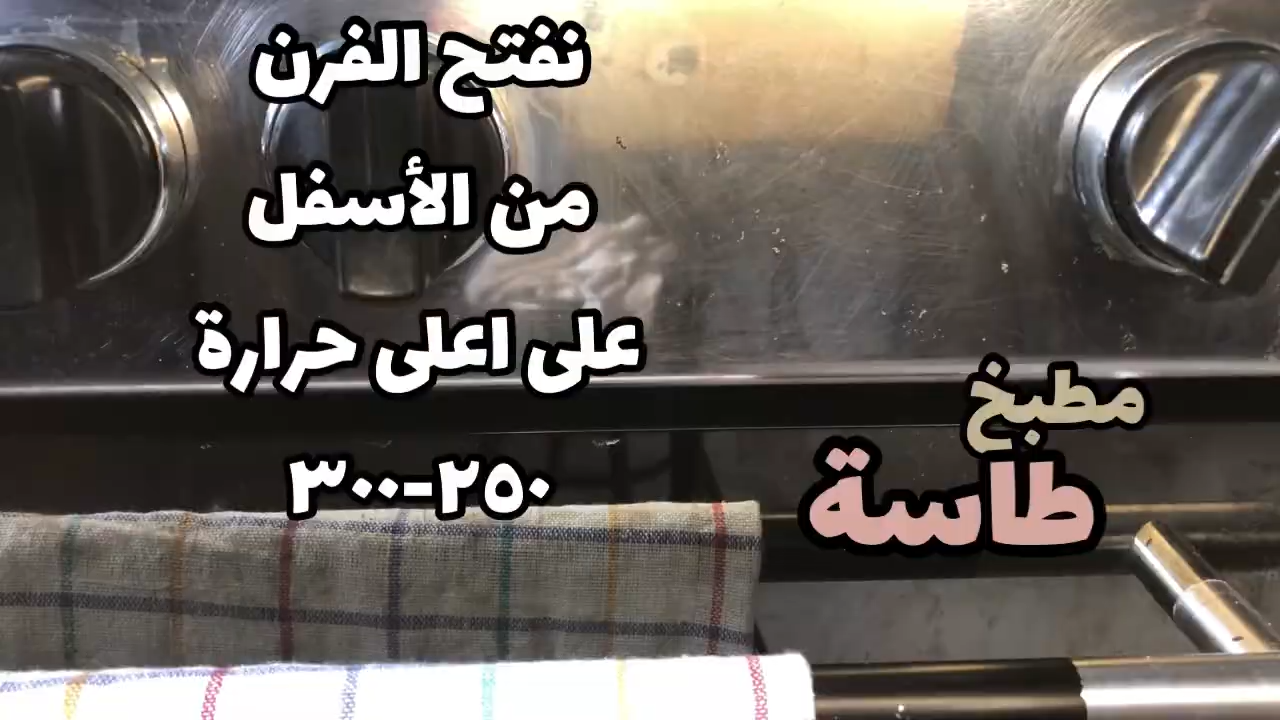 نفتح الفرن
من الأسفل
على اعلى حرارة
٢٥٠-٣٠٠
مطبخ
طاسة